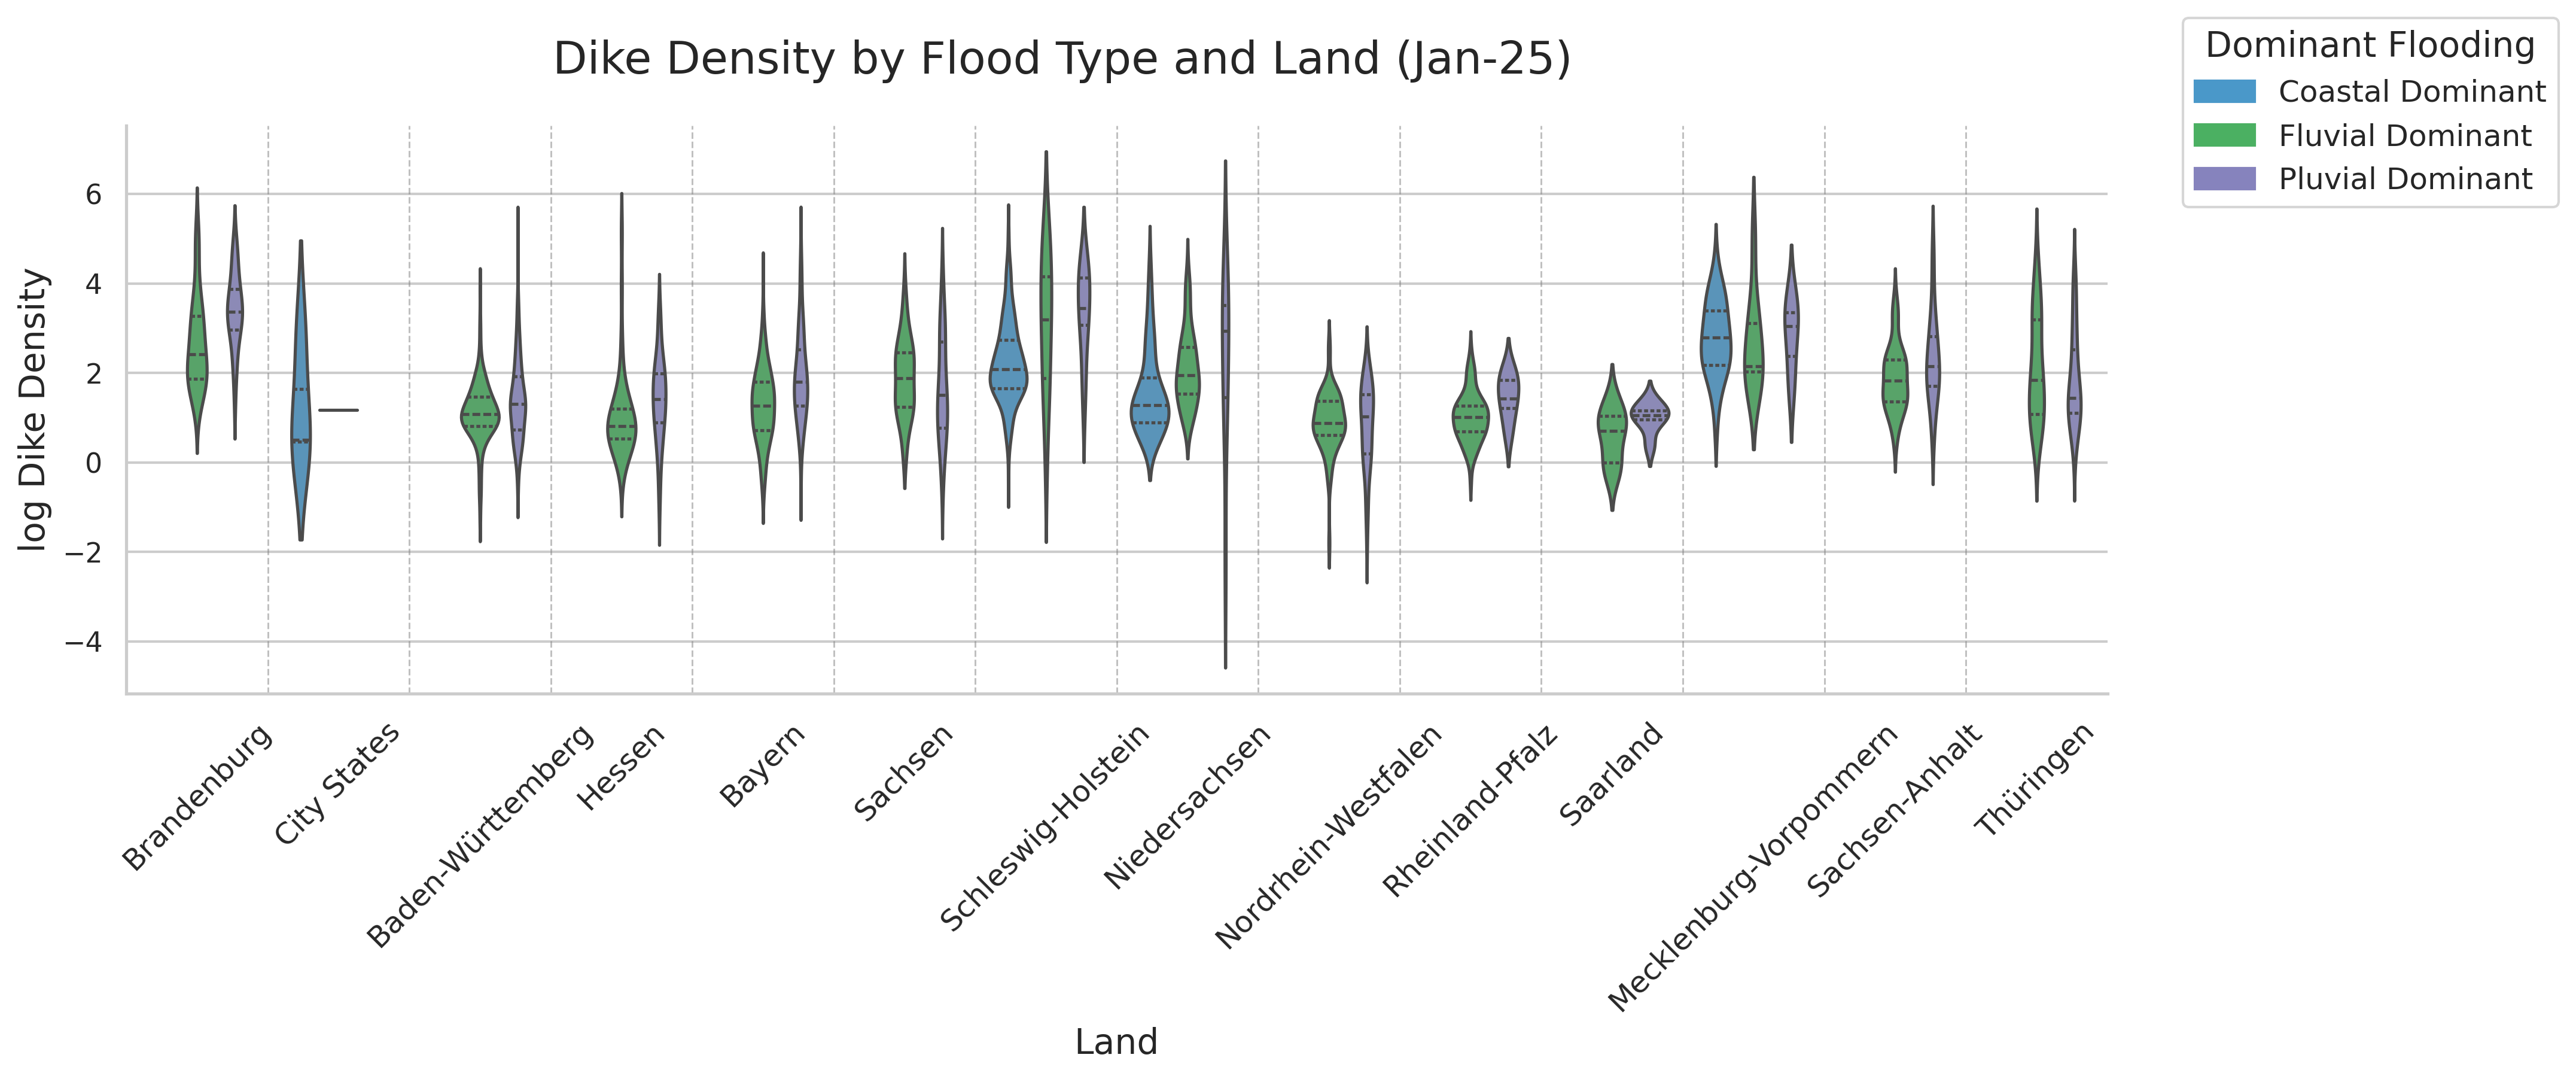 Dike Density by Flood Type and Land (Jan-25)
Dominant Flooding
Coastal Dominant
Fluvial Dominant
Pluvial Dominant
log Dike Density
6
4
2
0
−2
−4
Brandenburg
City States
Baden-Württemberg
Hessen
Bayern
Sachsen
Schleswig-Holstein
Niedersachsen
Nordrhein-Westfalen
Rheinland-Pfalz
Saarland
Mecklenburg-Vorpommern
Sachsen-Anhalt
Thüringen
Land